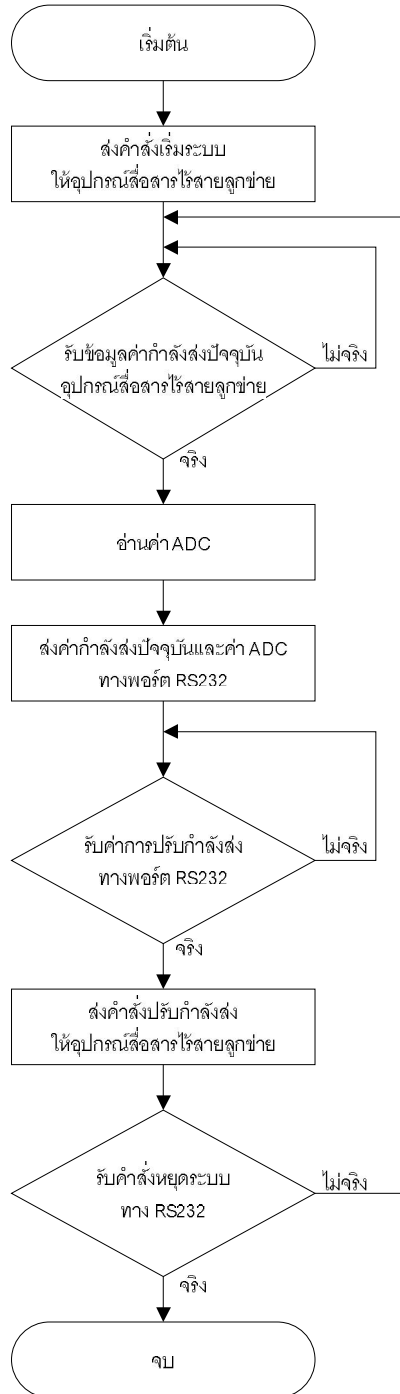 เริ่มต้น
ส่งคำสั่งเริ่มระบบ
ให้อุปกรณ์สื่อสารไร้สายลูกข่าย
รับข้อมูลค่ากำลังส่งปัจจุบัน
อุปกรณ์สื่อสารไร้สายลูกข่าย
ไม่จริง
จริง
อ่านค่า ADC
ส่งค่ากำลังส่งปัจจุบันและค่า ADC
ทางพอร์ต RS232
รับค่าการปรับกำลังส่ง
ทางพอร์ต RS232
ไม่จริง
จริง
ส่งคำสั่งปรับกำลังส่ง
ให้อุปกรณ์สื่อสารไร้สายลูกข่าย
รับคำสั่งหยุดระบบ
ทาง RS232
ไม่จริง
จริง
จบ